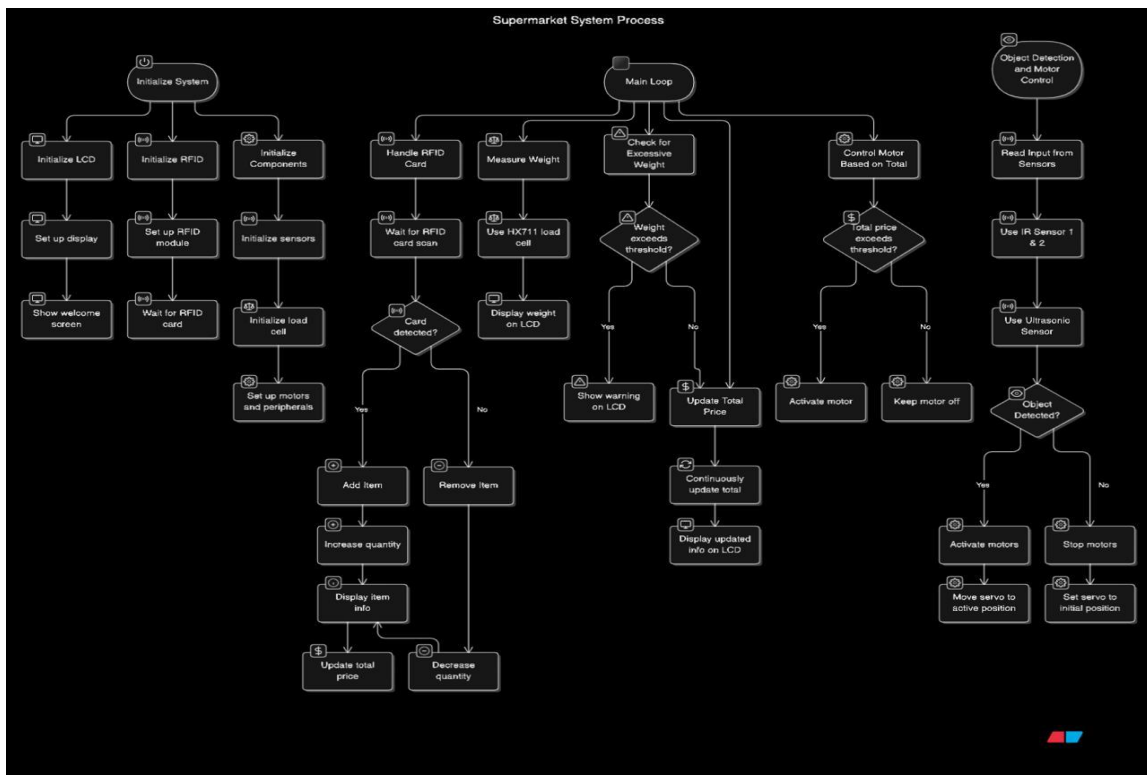 Supermarket System Process
Initialize System
Initialize LCD
Set up display
Show welcome
screen
Initialize RFID
Set up RFID
module
Wait for RFID
card
Initialize
Components
Initialize sensors
Initialize load
cell
Set up motors
and peripherals
Main Loop
Handle RFID
Card
Wait for RFID
card scan
Card
detected?
Yes
No
Add Item
Remove Item
Increase quantity
Display item
info
Update total
price
Decrease
quantity
Measure Weight
Use HX711 load
cell
Display weight
on LCD
Check for
Excessive
Weight
Weight
exceeds
threshold?
Yes
No
Show warning
on LCD
Update Total
Price
Continuously
update total
Display updated
info on LCD
Control Motor
Based on Total
Total price
exceeds
threshold?
Yes
No
Activate motor
Keep motor off
Object Detection
and Motor
Control
Read Input from
Sensors
Use IR Sensor 1
& 2
Use Ultrasonic
Sensor
Object
Detected?
Yes
No
Activate motors
Stop motors
Move servo to
active position
Set servo to
initial position